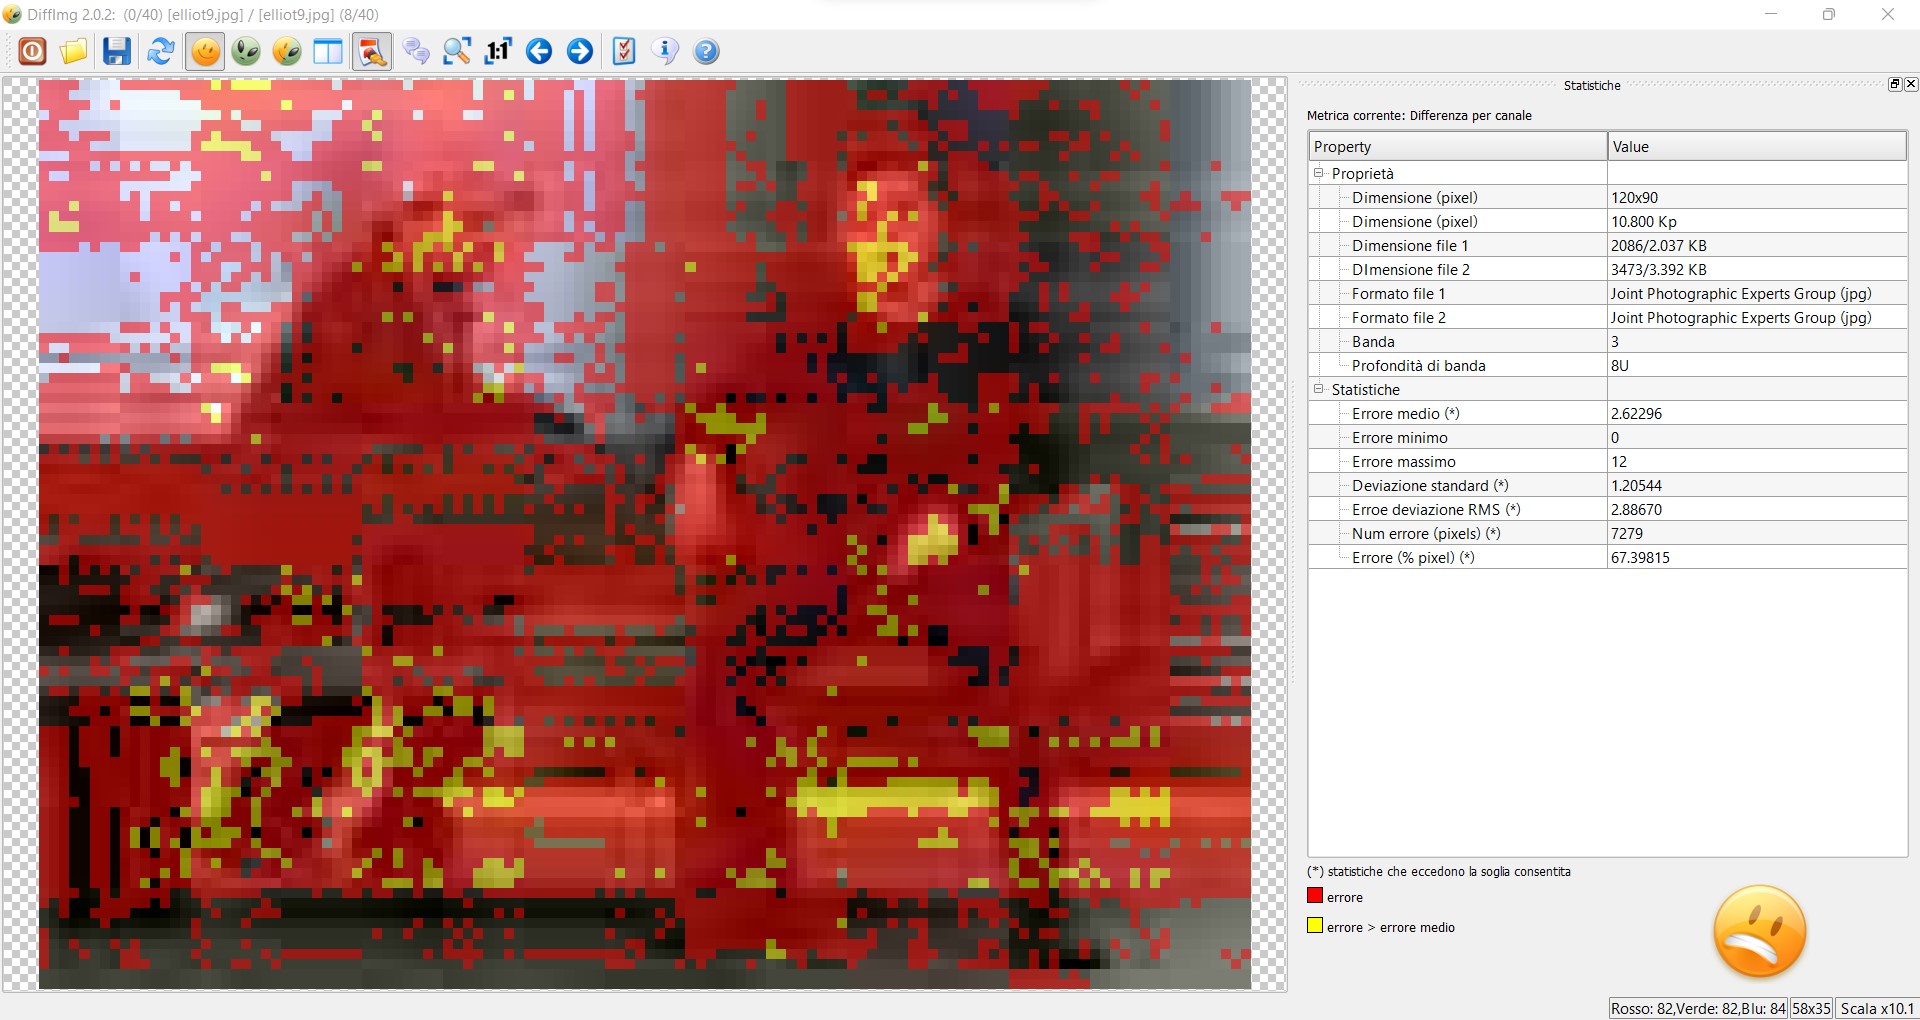 DiffImg 2.0.2: (0/40) [elliot9.jpg] / [elliot9.jpg] (8/40)
1:1
Statistiche
Metrica corrente: Differenza per canale
Property Value
Proprietà
Dimensione (pixel) 120x90
Dimensione (pixel) 10.800 Kp
Dimensione file 1 2086/2.037 KB
DImensione file 2 3473/3.392 KB
Formato file 1 Joint Photographic Experts Group (jpg)
Formato file 2 Joint Photographic Experts Group (jpg)
Banda 3
Profondità di banda 8U
Statistiche
Errore medio (*) 2.62296
Errore minimo 0
Errore massimo 12
Deviazione standard (*) 1.20544
Erroe deviazione RMS (*) 2.88670
Num errore (pixels) (*) 7279
Errore (% pixel) (*) 67.39815
(*) statistiche che eccedono la soglia consentita
errore
errore > errore medio
Rosso: 82,Verde: 82,Blu: 84 58x35 Scala x10.1